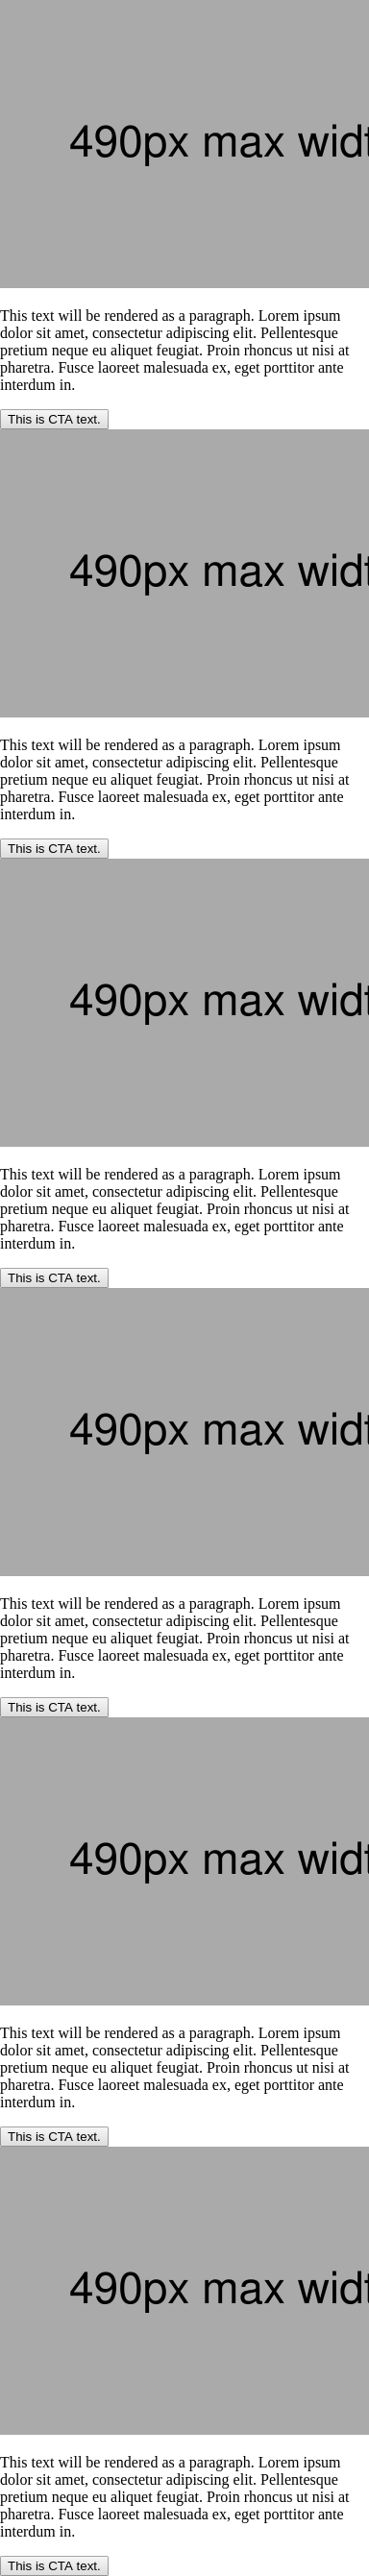 490px max
This text will be rendered as a paragraph. Lorem ipsum
dolor sit amet, consectetur adipiscing elit. Pellentesque
pretium neque eu aliquet feugiat. Proin rhoncus ut nisi at
pharetra. Fusce laoreet malesuada ex, eget porttitor ante
interdum in.
This is CTA text.
490px max
This text will be rendered as a paragraph. Lorem ipsum
dolor sit amet, consectetur adipiscing elit. Pellentesque
pretium neque eu aliquet feugiat. Proin rhoncus ut nisi at
pharetra. Fusce laoreet malesuada ex, eget porttitor ante
interdum in.
This is CTA text.
490px max
This text will be rendered as a paragraph. Lorem ipsum
dolor sit amet, consectetur adipiscing elit. Pellentesque
pretium neque eu aliquet feugiat. Proin rhoncus ut nisi at
pharetra. Fusce laoreet malesuada ex, eget porttitor ante
interdum in.
This is CTA text.
490px max
This text will be rendered as a paragraph. Lorem ipsum
dolor sit amet, consectetur adipiscing elit. Pellentesque
pretium neque eu aliquet feugiat. Proin rhoncus ut nisi at
pharetra. Fusce laoreet malesuada ex, eget porttitor ante
interdum in.
This is CTA text.
490px max
This text will be rendered as a paragraph. Lorem ipsum
dolor sit amet, consectetur adipiscing elit. Pellentesque
pretium neque eu aliquet feugiat. Proin rhoncus ut nisi at
pharetra. Fusce laoreet malesuada ex, eget porttitor ante
interdum in.
This is CTA text.
490px max
This text will be rendered as a paragraph. Lorem ipsum
dolor sit amet, consectetur adipiscing elit. Pellentesque
pretium neque eu aliquet feugiat. Proin rhoncus ut nisi at
pharetra. Fusce laoreet malesuada ex, eget porttitor ante
interdum in.
This is CTA text.